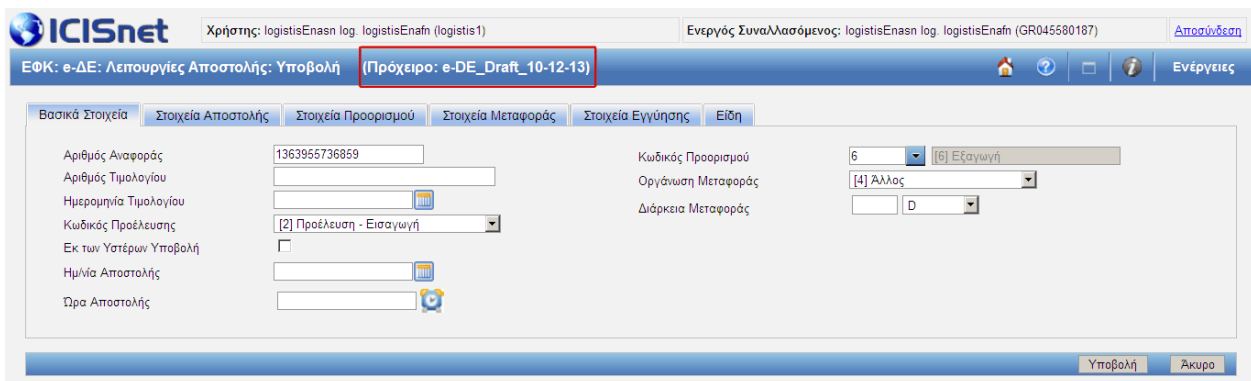 ICISnet Χρήστης: logistisEnasn log. logistisEnafn (logistis1) Ενεργός Συναλλασόμενος: logistisEnasn log. logistisEnafn (GR045580187) Αποσύνδεση
ΕΦΚ: e-ΔΕ: Λειτουργίες Αποστολής: Υποβολή (Πρόχειρο: e-DE_Draft_10-12-13) Ενέργειες
Βασικά Στοιχεία Στοιχεία Αποστολής Στοιχεία Προορισμού Στοιχεία Μεταφοράς Στοιχεία Εγγύησης Είδη
Αριθμός Αναφοράς 1363955736859 Κωδικός Προορισμού 6 [6] Εξαγωγή
Αριθμός Τιμολογίου Οργάνωση Μεταφοράς [4] Άλλος
Ημερομηνία Τιμολογίου Διάρκεια Μεταφοράς D
Κωδικός Προέλευσης [2] Προέλευση - Εισαγωγή
Εκ των Υστέρων Υποβολή
Ημ/νία Αποστολής
Ώρα Αποστολής
Υποβολή Άκυρο